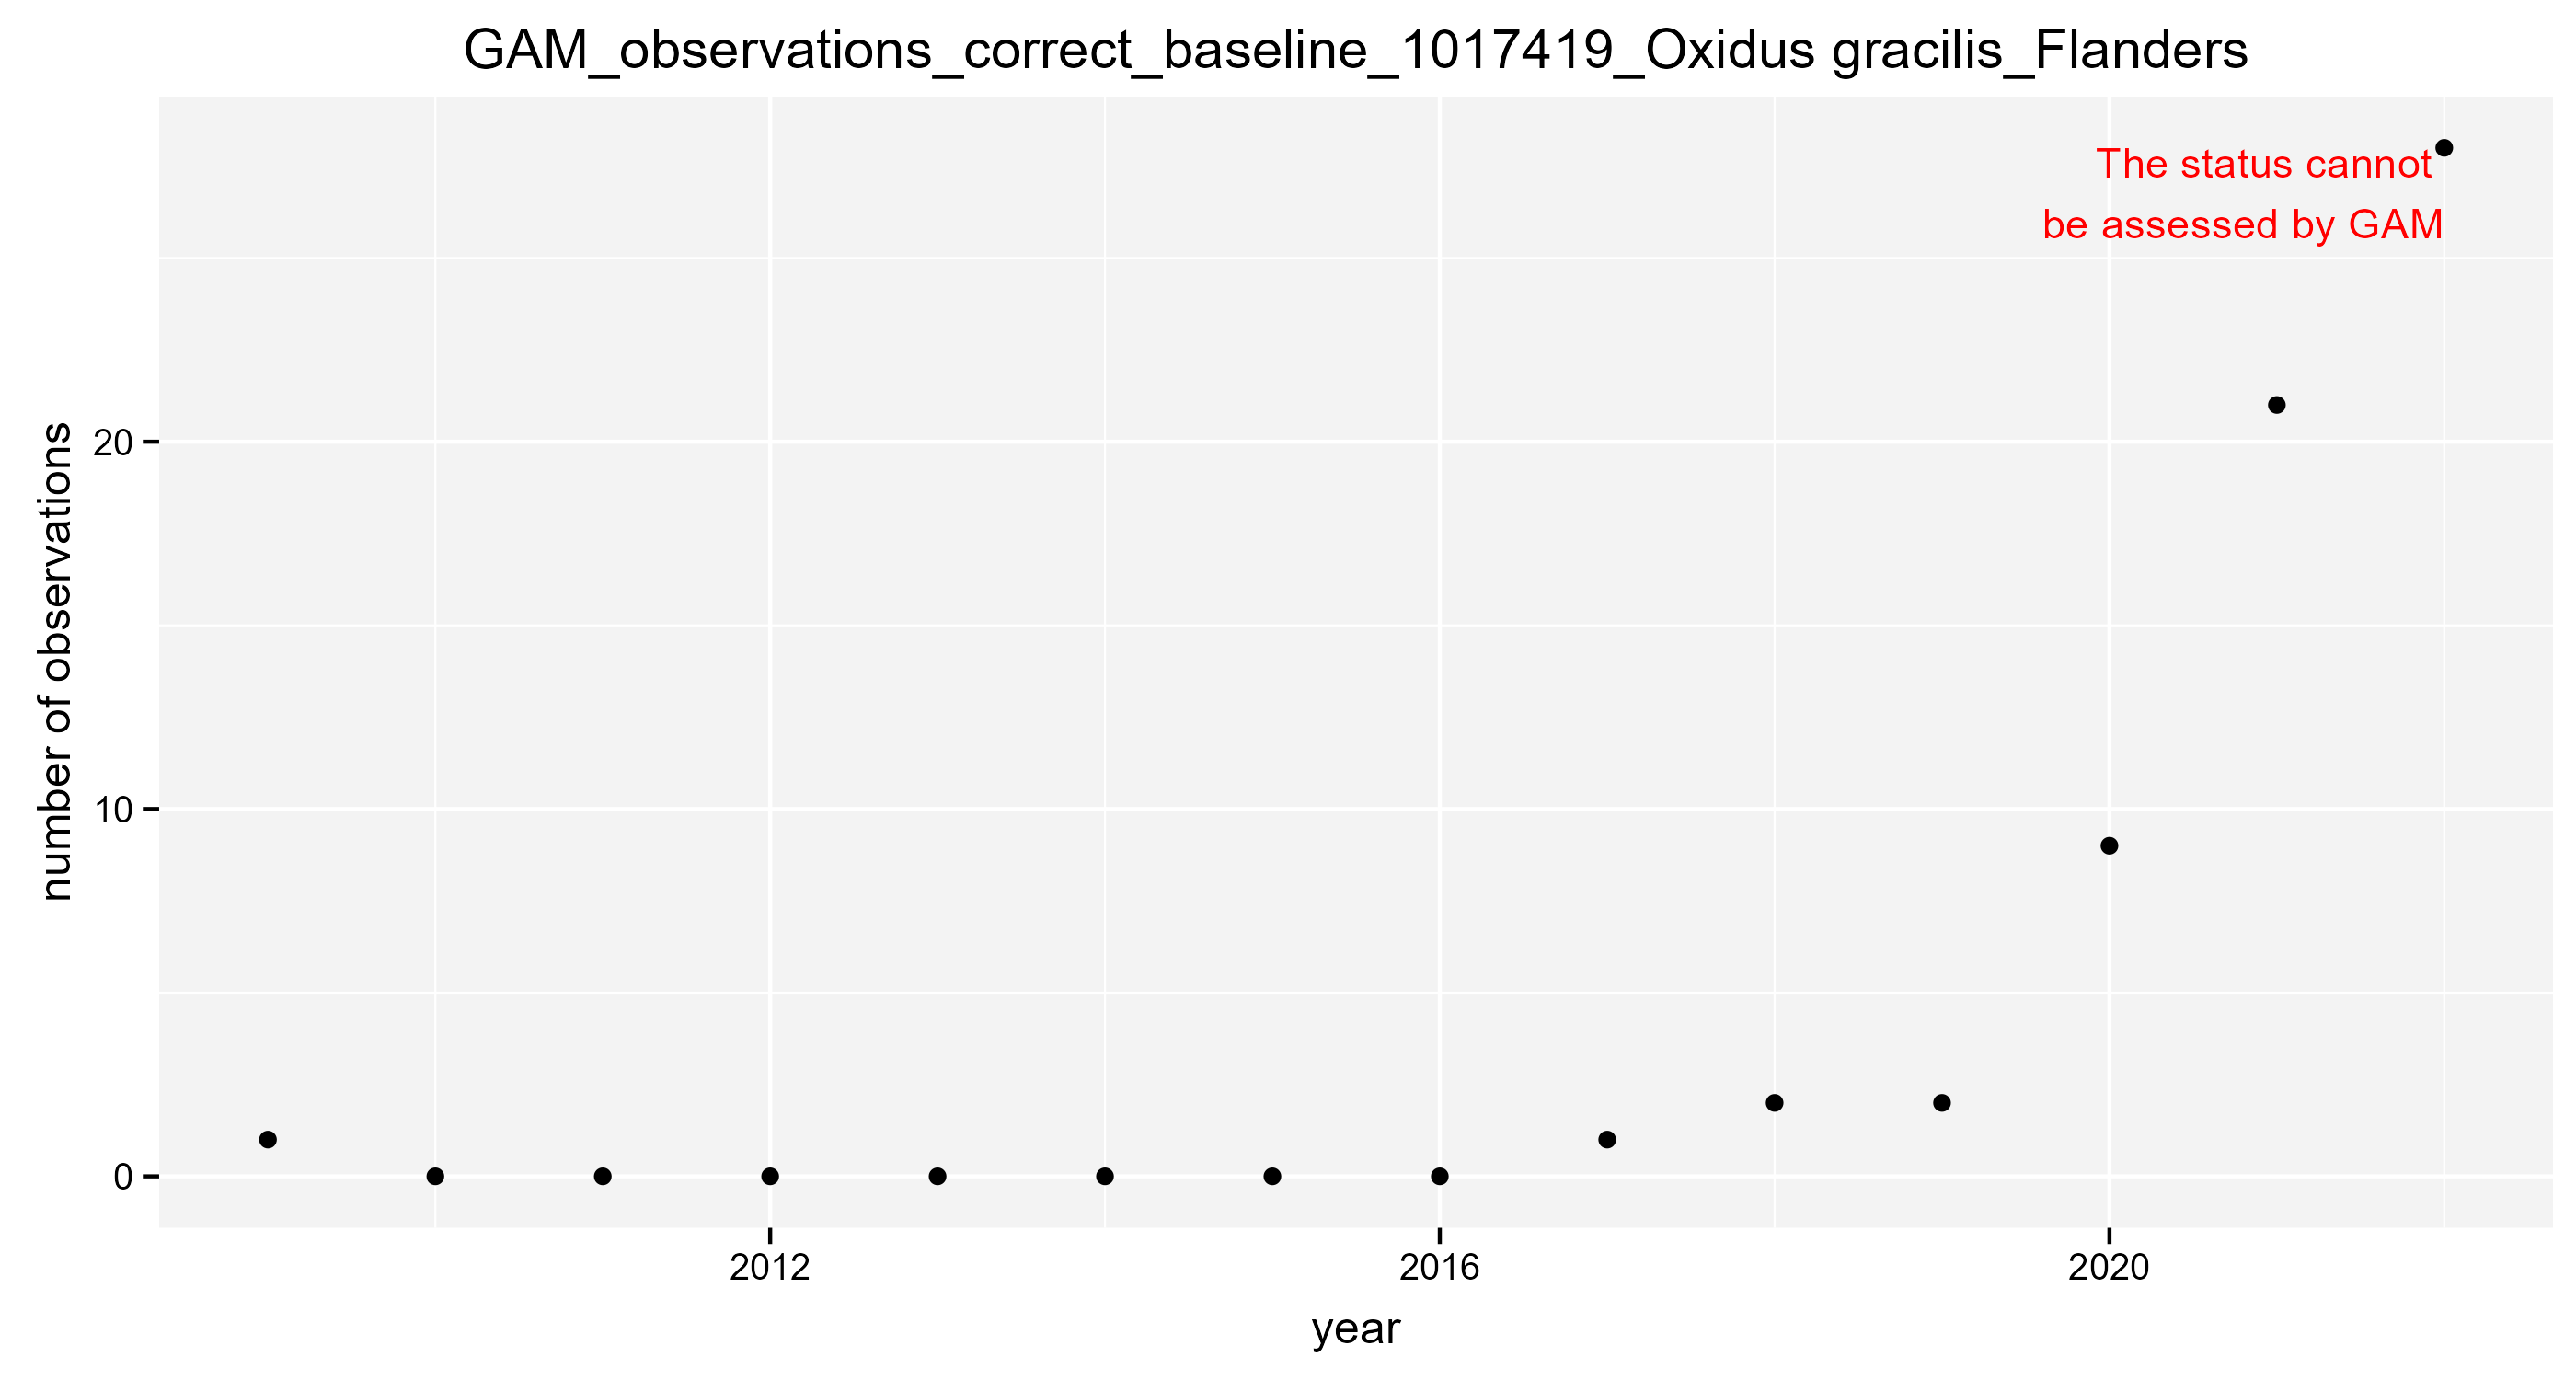 GAM_observations_correct_baseline_1017419_Oxidus gracilis_Flanders
The status cannot
be assessed by GAM
number of observations
20
10
0
2012
2016
2020
year